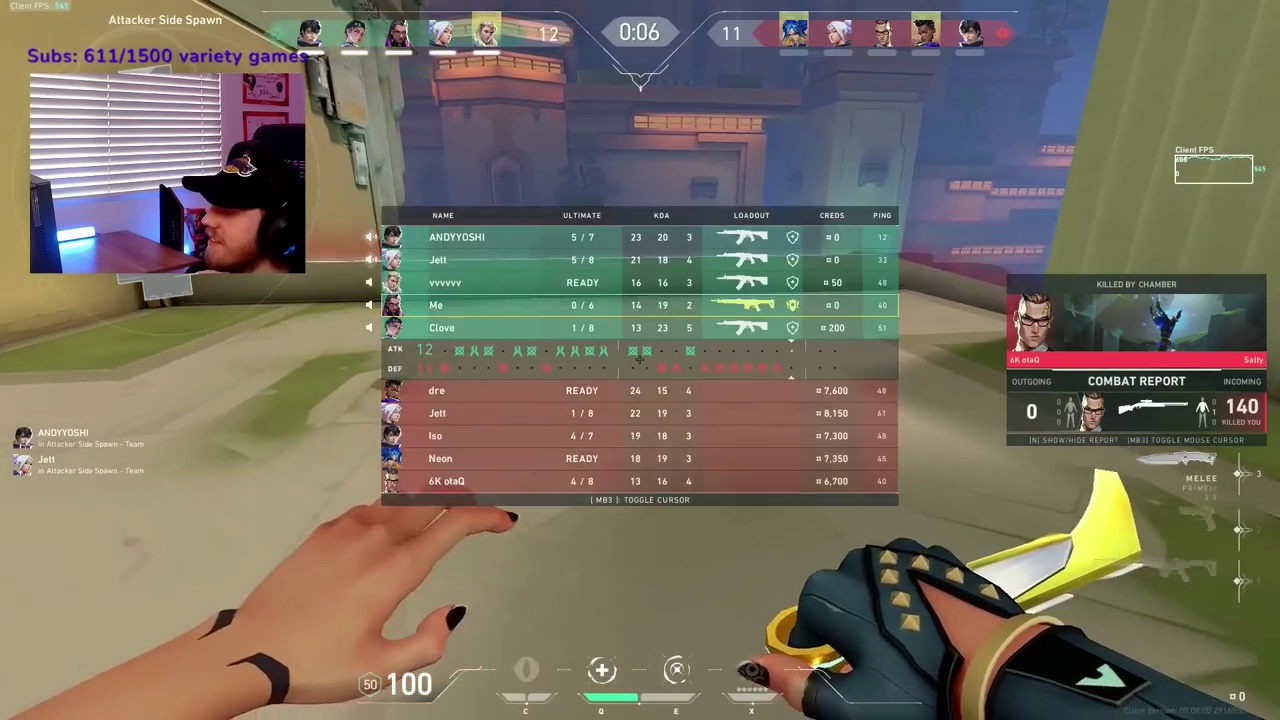 Client FPS: 545
Attacker Side Spawn
12
0:06
11
Subs: 611/1500 variety games
Client FPS
545
NAME ULTIMATE KDA LOADOUT CREDS PING
ANDYYOSHI 5 / 7 23 20 3 ¤ 0 12
Jett 5 / 8 21 18 4 ¤ 0 33
vvvvvv READY 16 16 3 ¤ 50 48
Me 0 / 6 14 19 2 ¤ 0 40
Clove 1 / 8 13 23 5 ¤ 200 51
ATK 12
DEF 11
dre READY 24 15 4 ¤ 7,600 48
Jett 1 / 8 22 19 3 ¤ 8,150 61
Iso 4 / 7 19 18 3 ¤ 7,300 48
Neon READY 18 19 3 ¤ 7,350 45
6K otaQ 4 / 8 13 16 4 ¤ 6,700 40
[ MB3 ]: TOGGLE CURSOR
KILLED BY CHAMBER
6K otaQ Salty
OUTGOING COMBAT REPORT INCOMING
0 140
KILLED YOU
[N] SHOW/HIDE REPORT [MB3] TOGGLE MOUSE CURSOR
ANDYYOSHI
in Attacker Side Spawn - Team
Jett
in Attacker Side Spawn - Team
MELEE
3
2
1
50 100
C Q E X
¤ 0